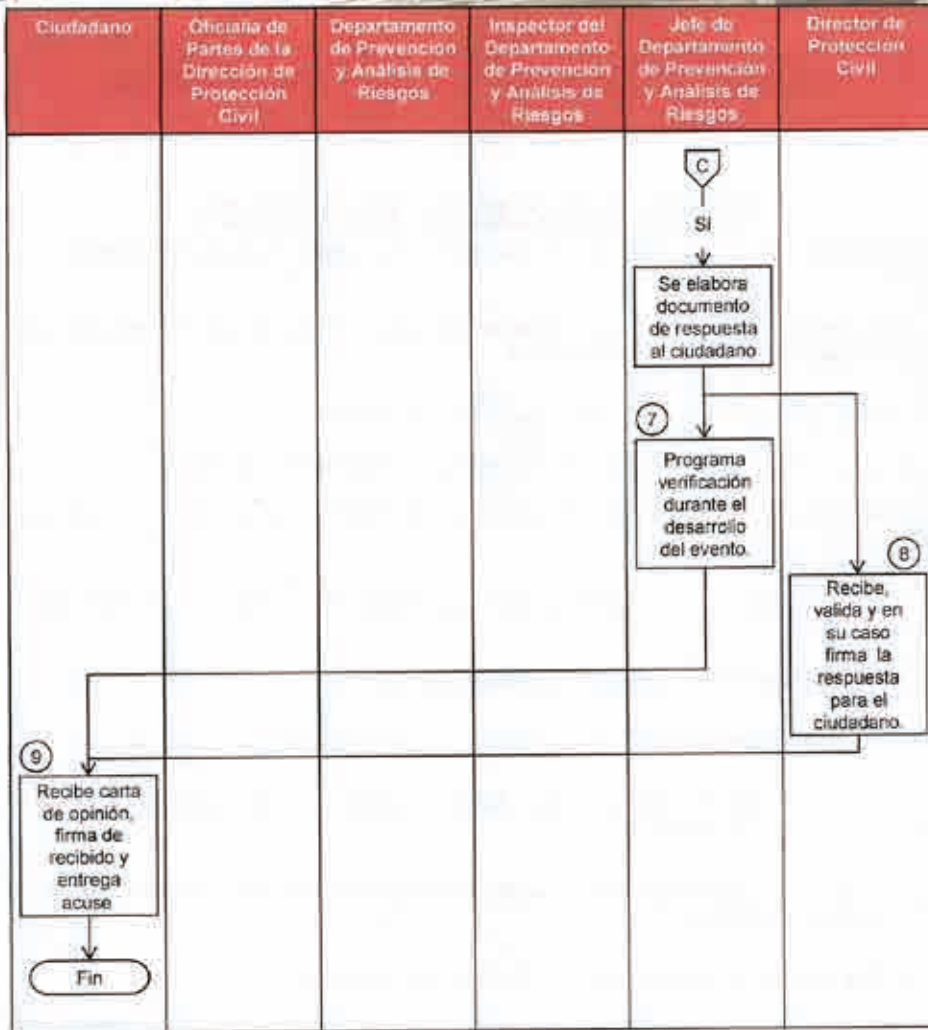 Ciudadano
Oficialía de
Partes de la
Dirección de
Protección
Civil
Departamento
de Prevención
y Análisis de
Riesgos
Inspector del
Departamento
de Prevención
y Análisis de
Riesgos
Jefe de
Departamento
de Prevención
y Análisis de
Riesgos
Director de
Protección
Civil
C
Si
Se elabora
documento
de respuesta
al ciudadano
7
Programa
verificación
durante el
desarrollo
del evento.
8
Recibe,
valida y en
su caso
firma la
respuesta
para el
ciudadano.
9
Recibe carta
de opinión,
firma de
recibido y
entrega
acuse
Fin